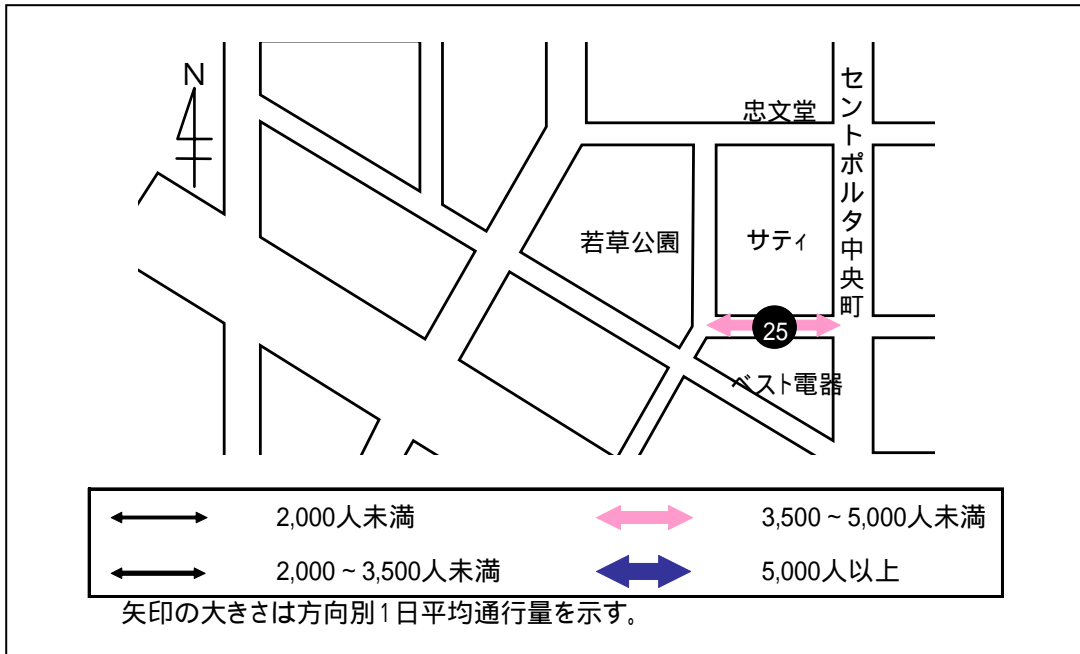 N
忠文堂
セントポルタ中央町
若草公園
サティ
25
ベスト電器
2,000人未満
3,500~5,000人未満
2,000~3,500人未満
5,000人以上
矢印の大きさは方向別1日平均通行量を示す。